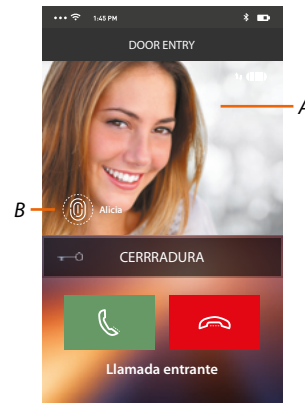 1:45 PM
DOOR ENTRY
A
B
Alicia
CERRRADURA
Llamada entrante